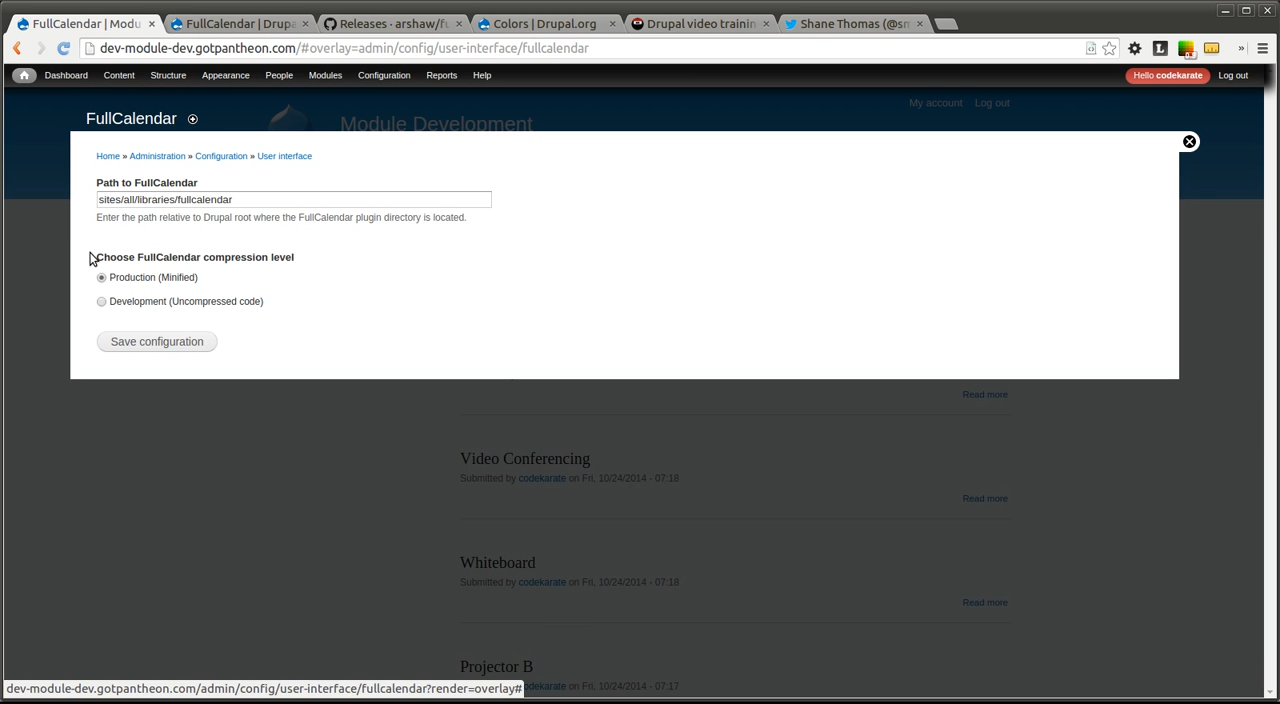 FullCalendar | Modu
FullCalendar | Drupa
Releases · arshaw/fu
Colors | Drupal.org
Drupal video trainin
Shane Thomas (@sm
dev-module-dev.gotpantheon.com/#overlay=admin/config/user-interface/fullcalendar
Dashboard Content Structure Appearance People Modules Configuration Reports Help
Hello codekarate Log out
My account Log out
FullCalendar
Module Development
Home » Administration » Configuration » User interface
Path to FullCalendar
sites/all/libraries/fullcalendar
Enter the path relative to Drupal root where the FullCalendar plugin directory is located.
Choose FullCalendar compression level
Production (Minified)
Development (Uncompressed code)
Save configuration
Read more
Video Conferencing
Submitted by codekarate on Fri, 10/24/2014 - 07:18
Read more
Whiteboard
Submitted by codekarate on Fri, 10/24/2014 - 07:18
Read more
Projector B
dev-module-dev.gotpantheon.com/admin/config/user-interface/fullcalendar?render=overlay#
dekarate on Fri, 10/24/2014 - 07:17